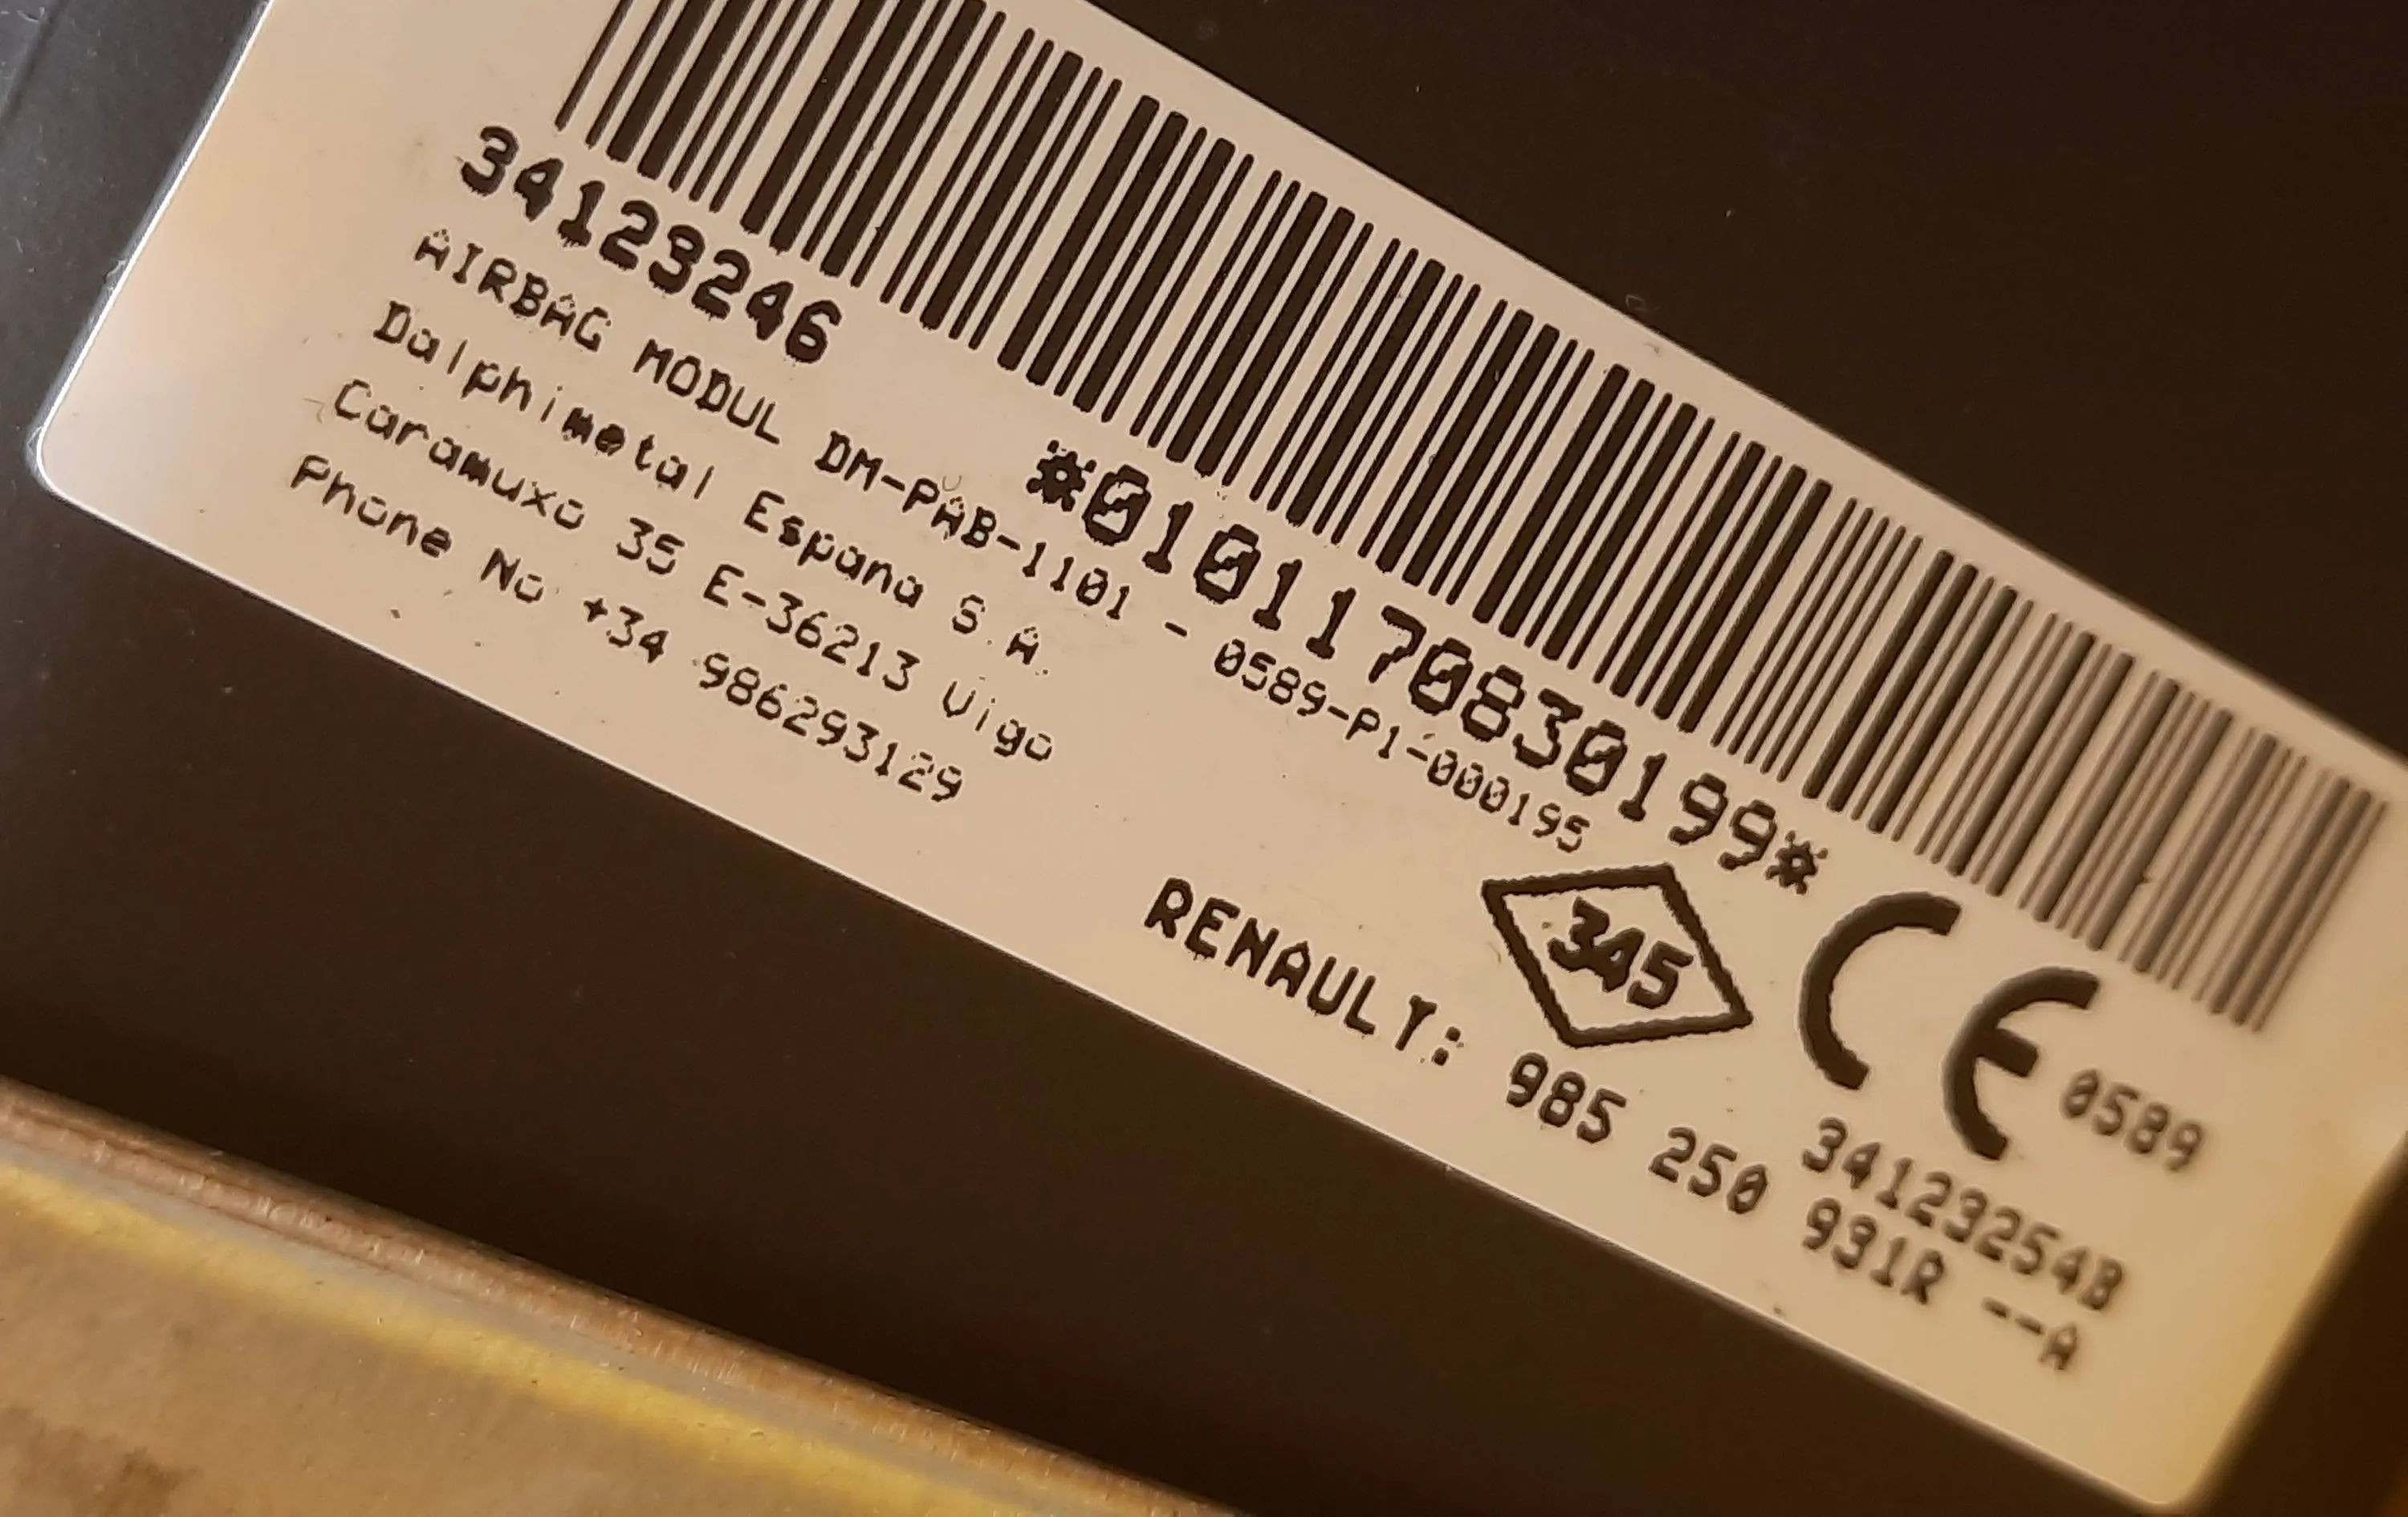 34123246
*0101170830199*
AIRBAG MODUL DM-PAB-1101 - 0589-P1-000195
Dalphimetal Espana S.A.
Caramuxo 35 E-36213 Vigo
Phone No +34 986293129
345
CE 0589
34123254B
RENAULT: 985 250 931R --A